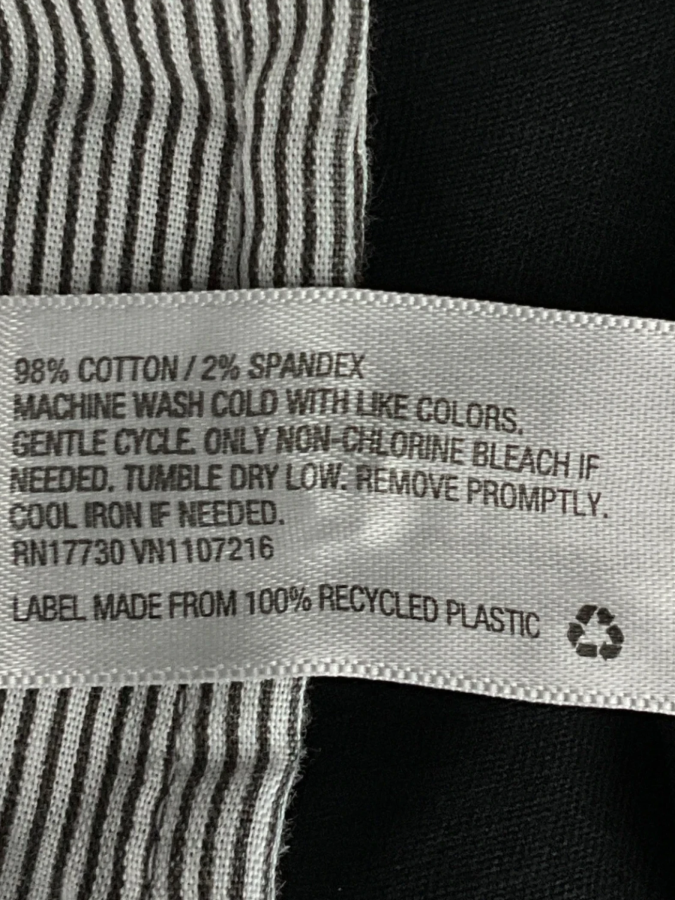 98% COTTON / 2% SPANDEX
MACHINE WASH COLD WITH LIKE COLORS.
GENTLE CYCLE. ONLY NON-CHLORINE BLEACH IF
NEEDED. TUMBLE DRY LOW. REMOVE PROMPTLY.
COOL IRON IF NEEDED.
RN17730 VN1107216
LABEL MADE FROM 100% RECYCLED PLASTIC